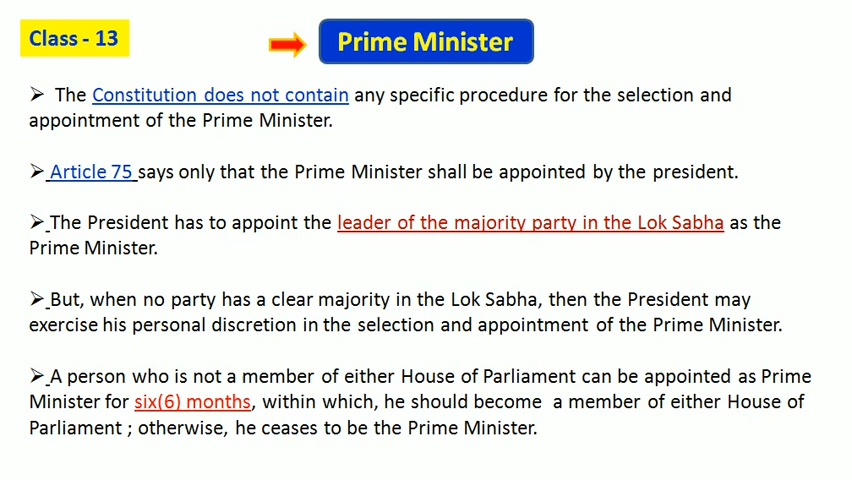 Class - 13
Prime Minister
➢ The Constitution does not contain any specific procedure for the selection and
appointment of the Prime Minister.
➢ Article 75 says only that the Prime Minister shall be appointed by the president.
➢ The President has to appoint the leader of the majority party in the Lok Sabha as the
Prime Minister.
➢ But, when no party has a clear majority in the Lok Sabha, then the President may
exercise his personal discretion in the selection and appointment of the Prime Minister.
➢ A person who is not a member of either House of Parliament can be appointed as Prime
Minister for six(6) months, within which, he should become a member of either House of
Parliament ; otherwise, he ceases to be the Prime Minister.